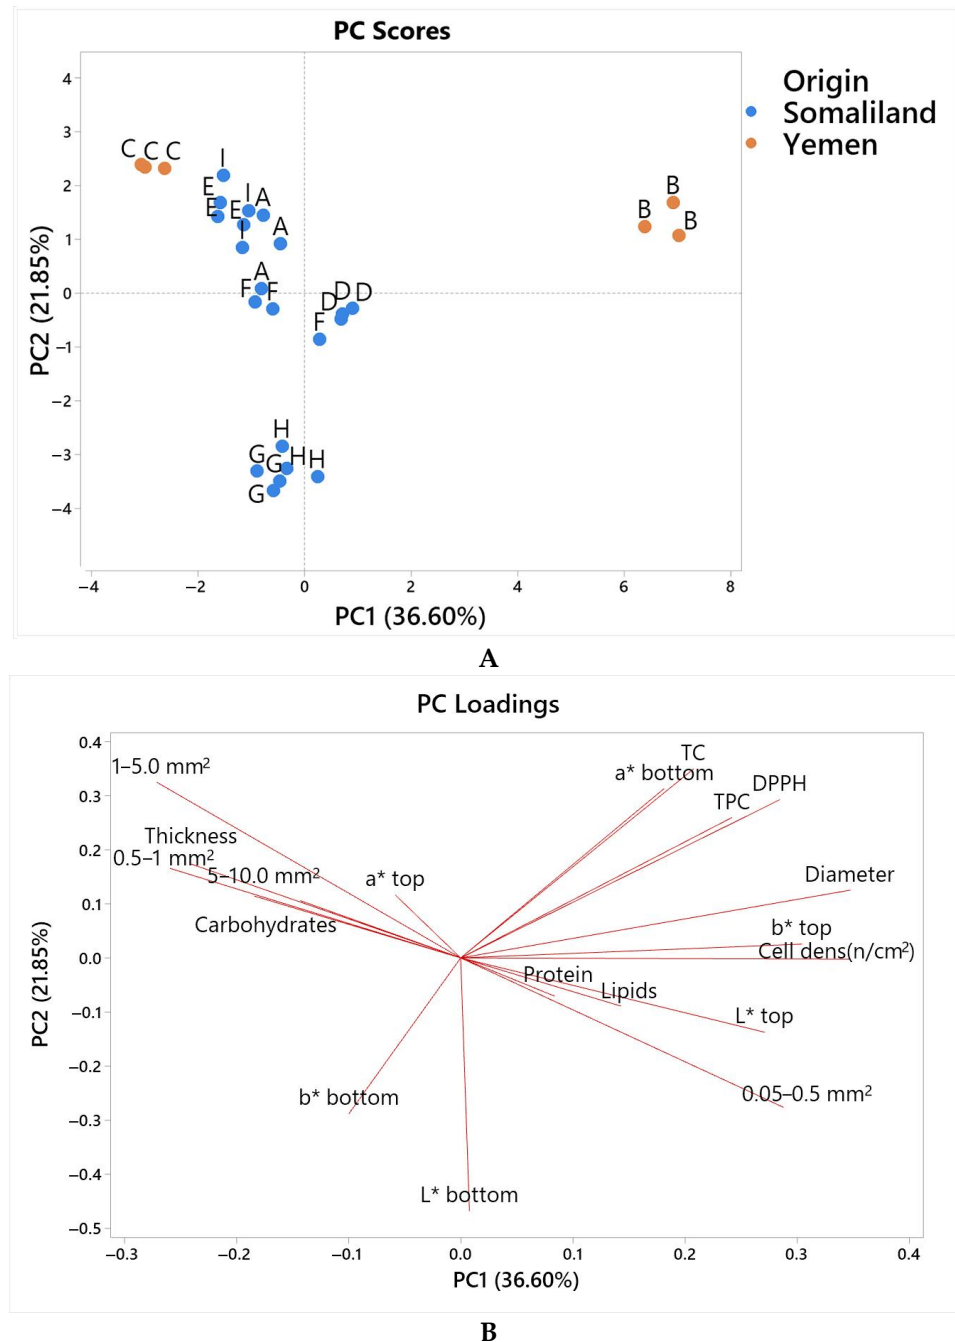 PC Scores
Origin
Somaliland
Yemen
4
3
2
1
0
−1
−2
−3
−4
PC2 (21.85%)
C C C
I
E
E E I A
I A
A
F F
D D D
F
B
B B
H
G G H H
G
−4 −2 0 2 4 6 8
PC1 (36.60%)
A
PC Loadings
0.4
0.3
0.2
0.1
0.0
−0.1
−0.2
−0.3
−0.4
−0.5
PC2 (21.85%)
TC
1–5.0 mm²
a* bottom
DPPH
TPC
Thickness
0.5–1 mm²
5–10.0 mm²
a* top
Diameter
Carbohydrates
b* top
Cell dens(n/cm²)
Protein
Lipids
L* top
b* bottom
0.05–0.5 mm²
L* bottom
−0.3 −0.2 −0.1 0.0 0.1 0.2 0.3 0.4
PC1 (36.60%)
B